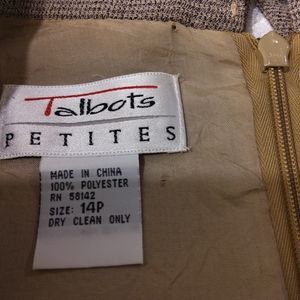 Talbots
PETITES
MADE IN CHINA
100% POLYESTER
RN 58142
SIZE: 14P
DRY CLEAN ONLY